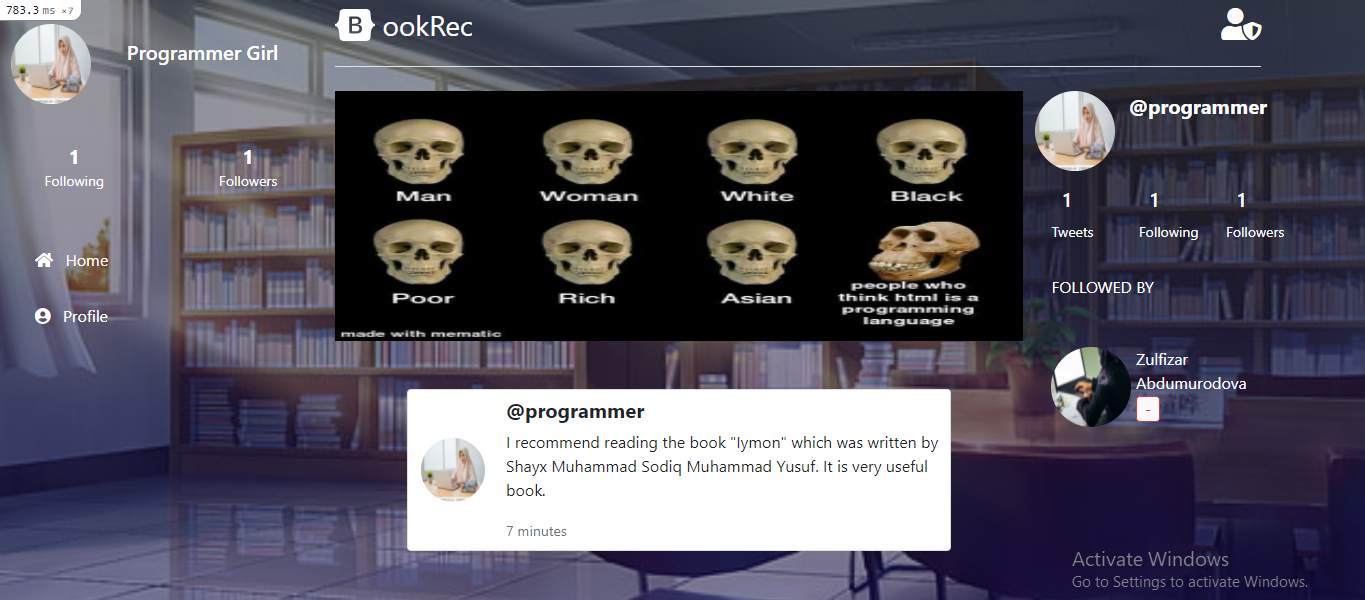 783.3 ms ×7
Programmer Girl
1
Following
1
Followers
Home
Profile
B ookRec
Man Woman White Black
Poor Rich Asian people who
think html is a
programming
language
made with mematic
@programmer
I recommend reading the book "Iymon" which was written by
Shayx Muhammad Sodiq Muhammad Yusuf. It is very useful
book.
7 minutes
@programmer
1 1 1
Tweets Following Followers
FOLLOWED BY
Zulfizar
Abdumurodova
-
Activate Windows
Go to Settings to activate Windows.